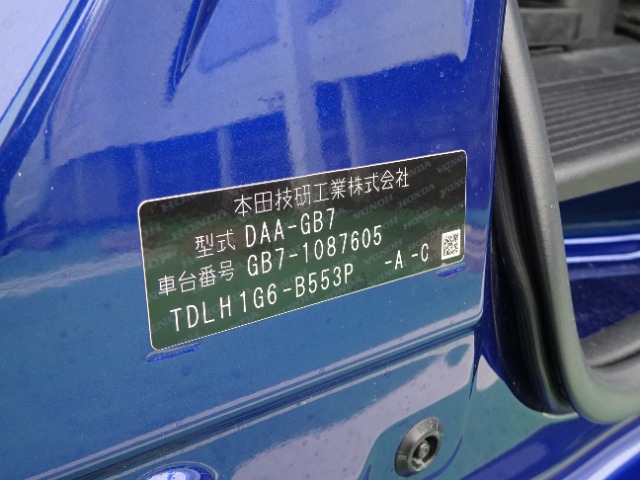 本田技研工業株式会社
型式 DAA-GB7
車台番号 GB7-1087605
TDLH1G6-B553P -A-C